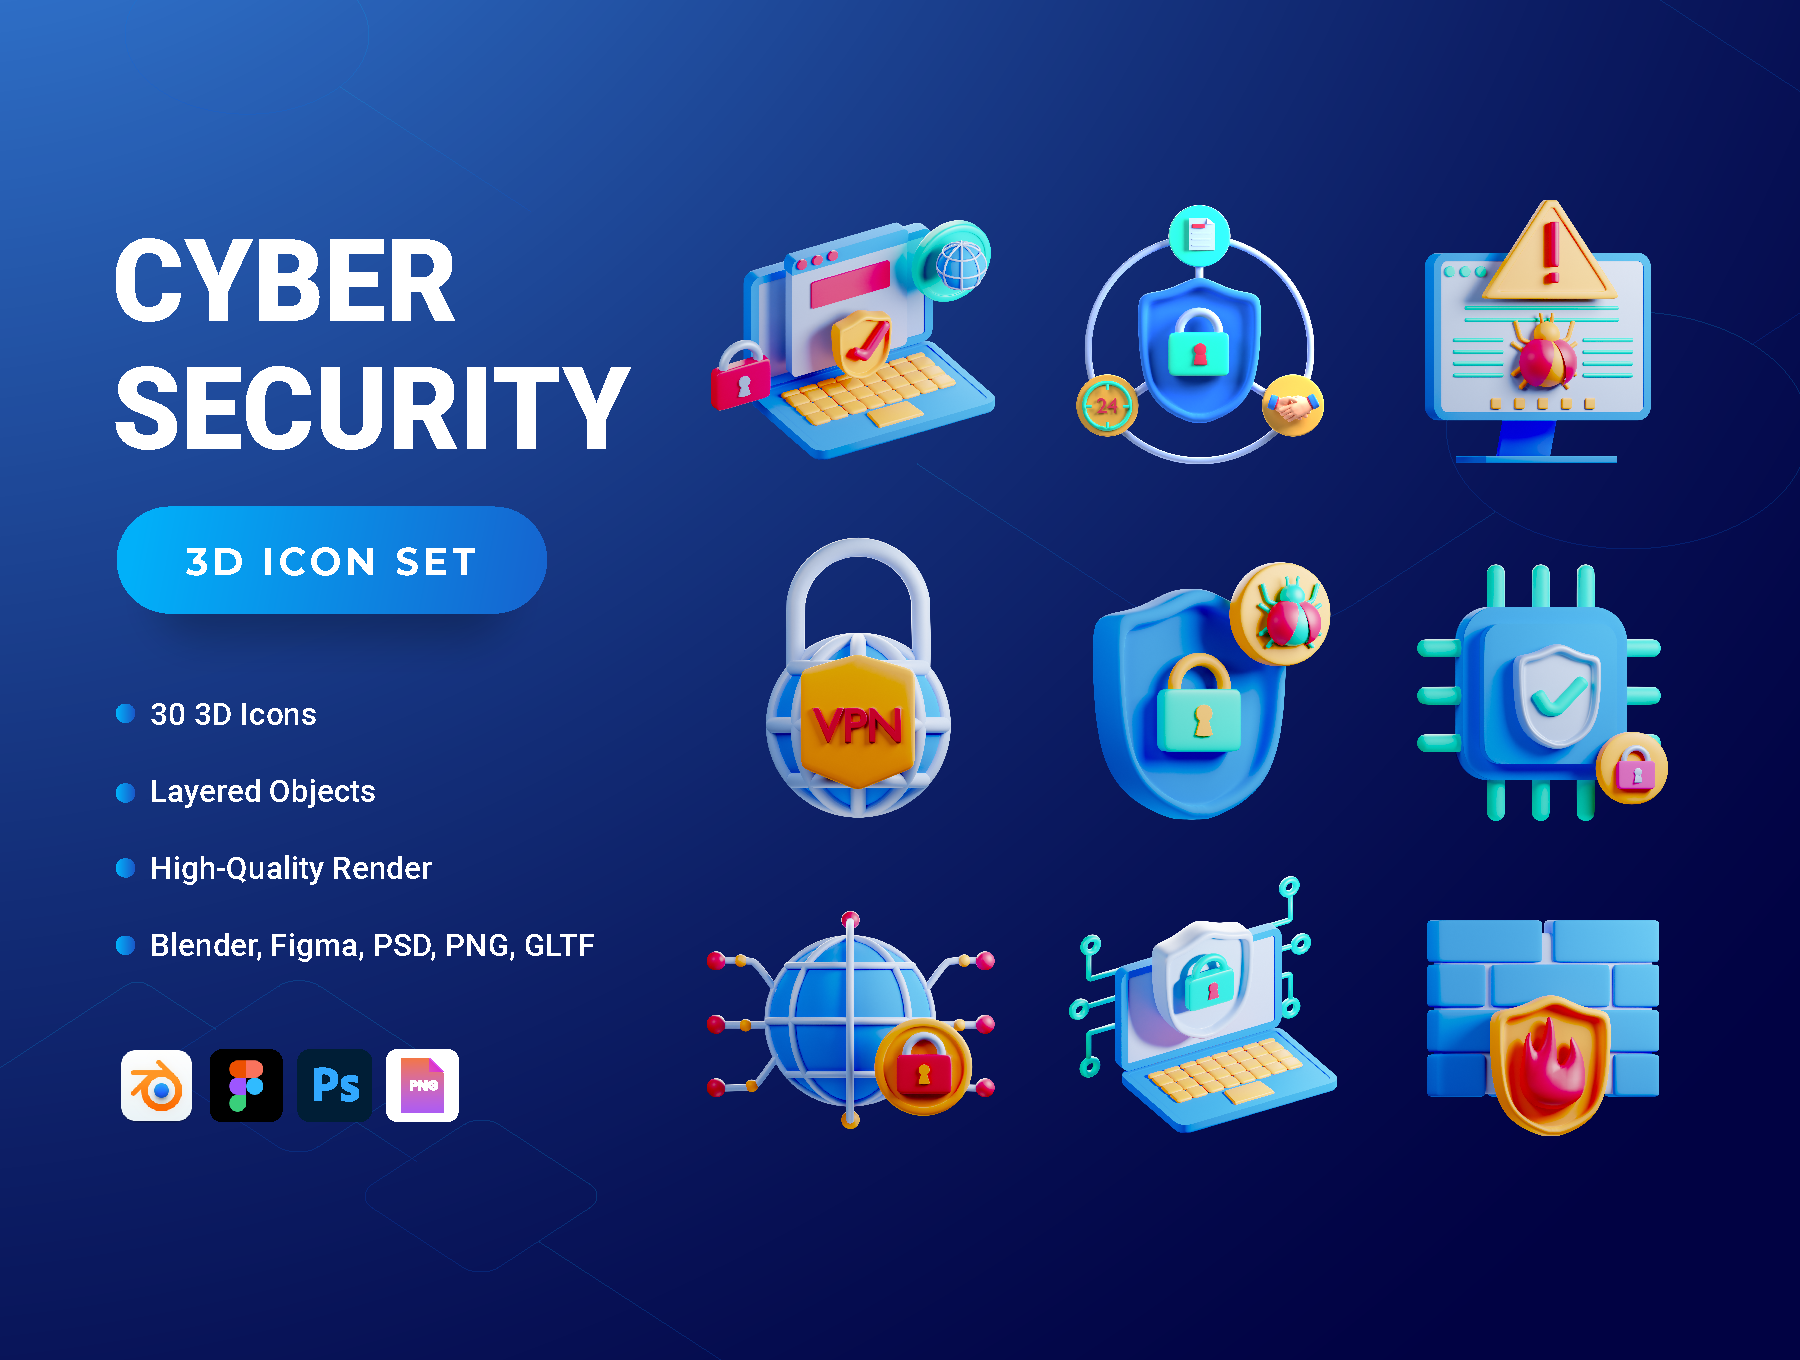 CYBER
SECURITY
3D ICON SET
30 3D Icons
Layered Objects
High-Quality Render
Blender, Figma, PSD, PNG, GLTF
Ps
PNG
24
VPN